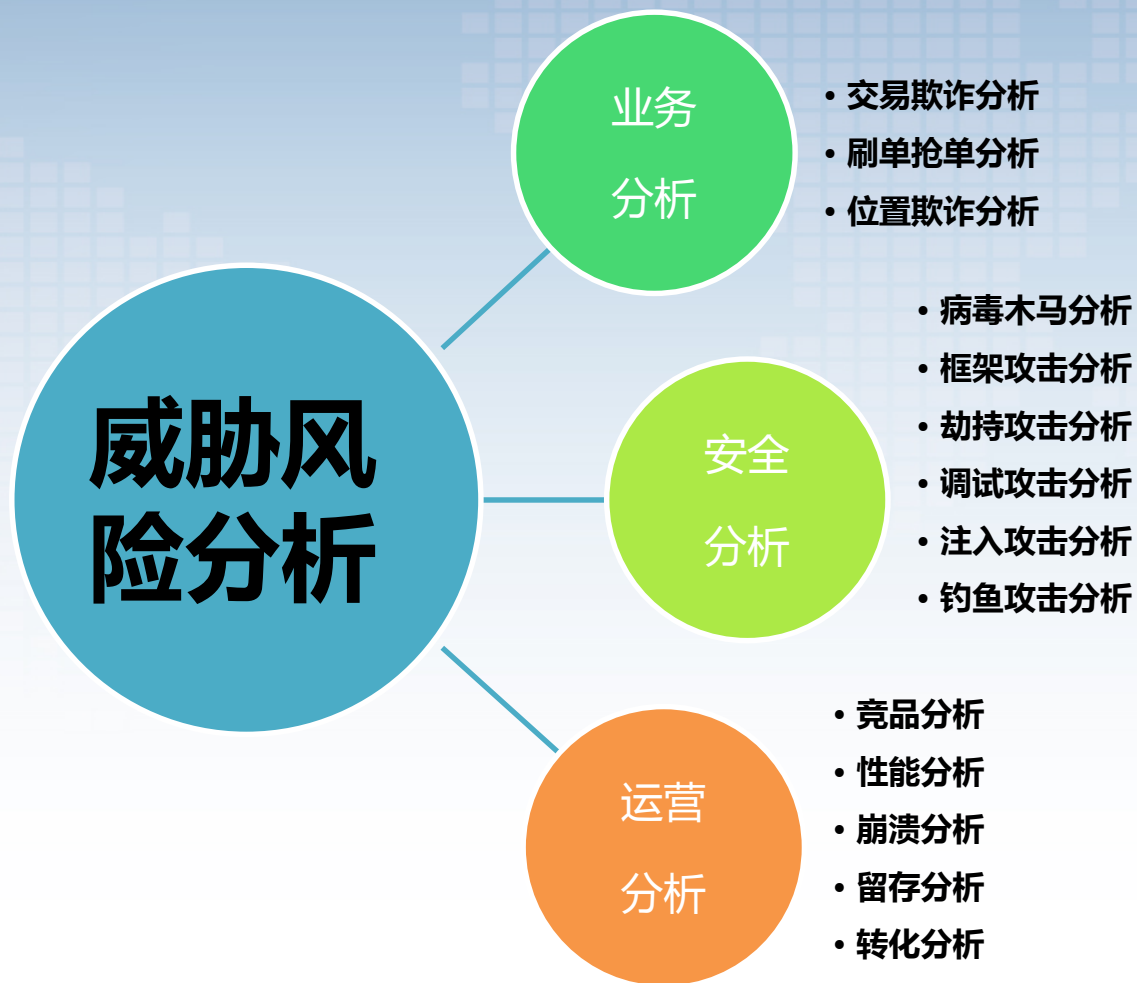 威胁风
险分析
业务
分析
• 交易欺诈分析
• 刷单抢单分析
• 位置欺诈分析
安全
分析
• 病毒木马分析
• 框架攻击分析
• 劫持攻击分析
• 调试攻击分析
• 注入攻击分析
• 钓鱼攻击分析
运营
分析
• 竞品分析
• 性能分析
• 崩溃分析
• 留存分析
• 转化分析